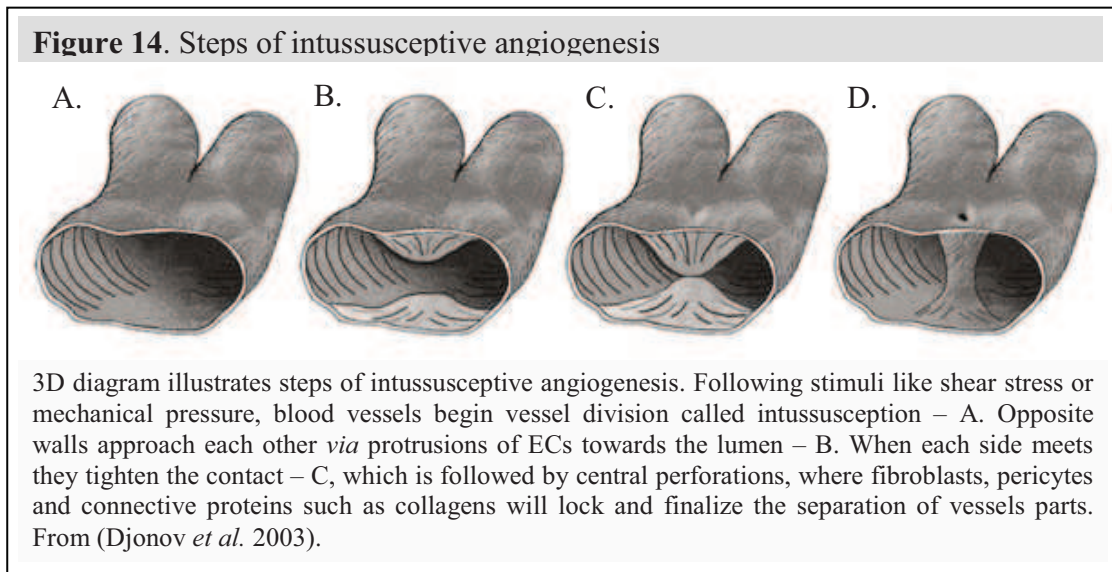 Figure 14. Steps of intussusceptive angiogenesis
A. B. C. D.
3D diagram illustrates steps of intussusceptive angiogenesis. Following stimuli like shear stress or
mechanical pressure, blood vessels begin vessel division called intussusception – A. Opposite
walls approach each other via protrusions of ECs towards the lumen – B. When each side meets
they tighten the contact – C, which is followed by central perforations, where fibroblasts, pericytes
and connective proteins such as collagens will lock and finalize the separation of vessels parts.
From (Djonov et al. 2003).